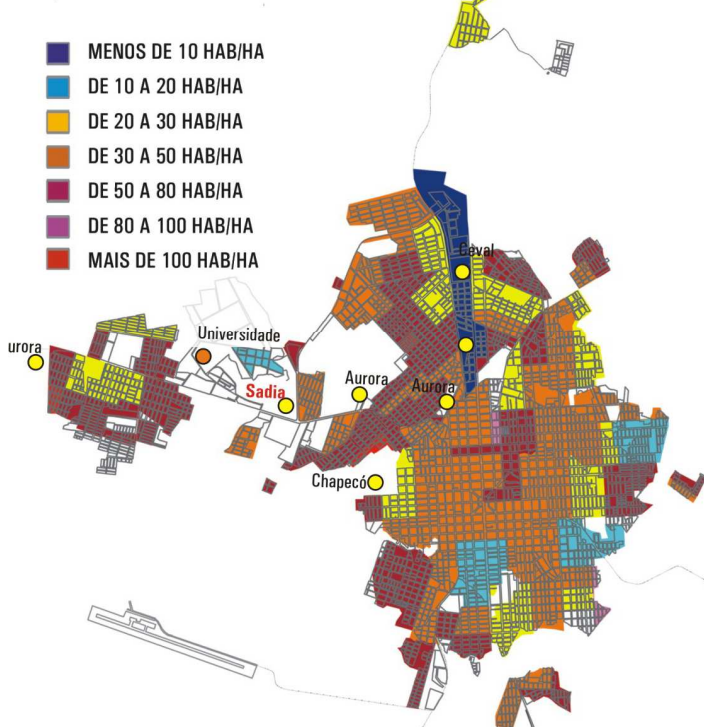 MENOS DE 10 HAB/HA
DE 10 A 20 HAB/HA
DE 20 A 30 HAB/HA
DE 30 A 50 HAB/HA
DE 50 A 80 HAB/HA
DE 80 A 100 HAB/HA
MAIS DE 100 HAB/HA
Ceval
Universidade
urora
Aurora
Sadia
Aurora
Chapecó